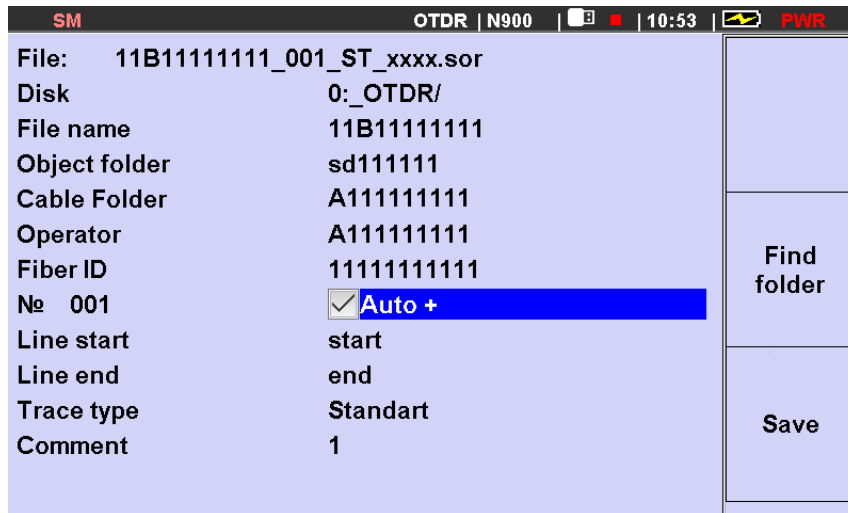 SM OTDR | N900 | | 10:53 | PWR
File: 11B11111111_001_ST_xxxx.sor
Disk 0:_OTDR/
File name 11B11111111
Object folder sd111111
Cable Folder A111111111
Operator A111111111
Fiber ID 11111111111
№ 001 Auto +
Line start start
Line end end
Trace type Standart
Comment 1
Find
folder
Save